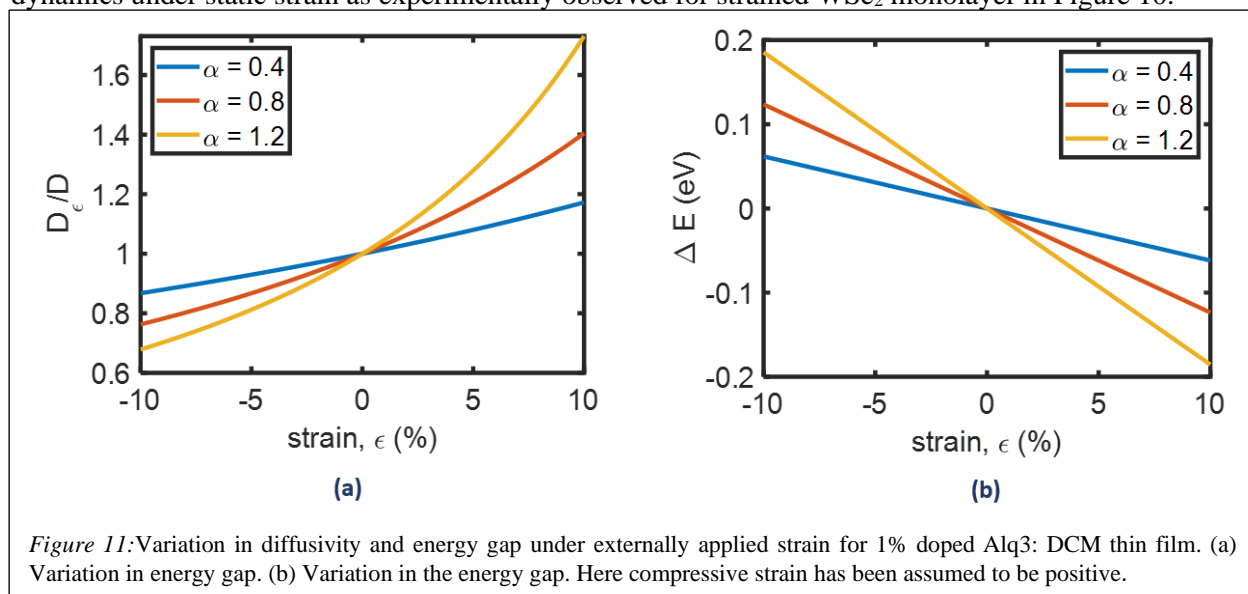 dynamics under static strain as experimentally observed for strained WSe₂ monolayer in Figure 10.
α = 0.4
α = 0.8
α = 1.2
1.6
1.4
1.2
1
0.8
0.6
D_ϵ/D
-10 -5 0 5 10
strain, ϵ (%)
(a)
α = 0.4
α = 0.8
α = 1.2
0.2
0.1
0
-0.1
-0.2
Δ E (eV)
-10 -5 0 5 10
strain, ϵ (%)
(b)
Figure 11:Variation in diffusivity and energy gap under externally applied strain for 1% doped Alq3: DCM thin film. (a)
Variation in energy gap. (b) Variation in the energy gap. Here compressive strain has been assumed to be positive.